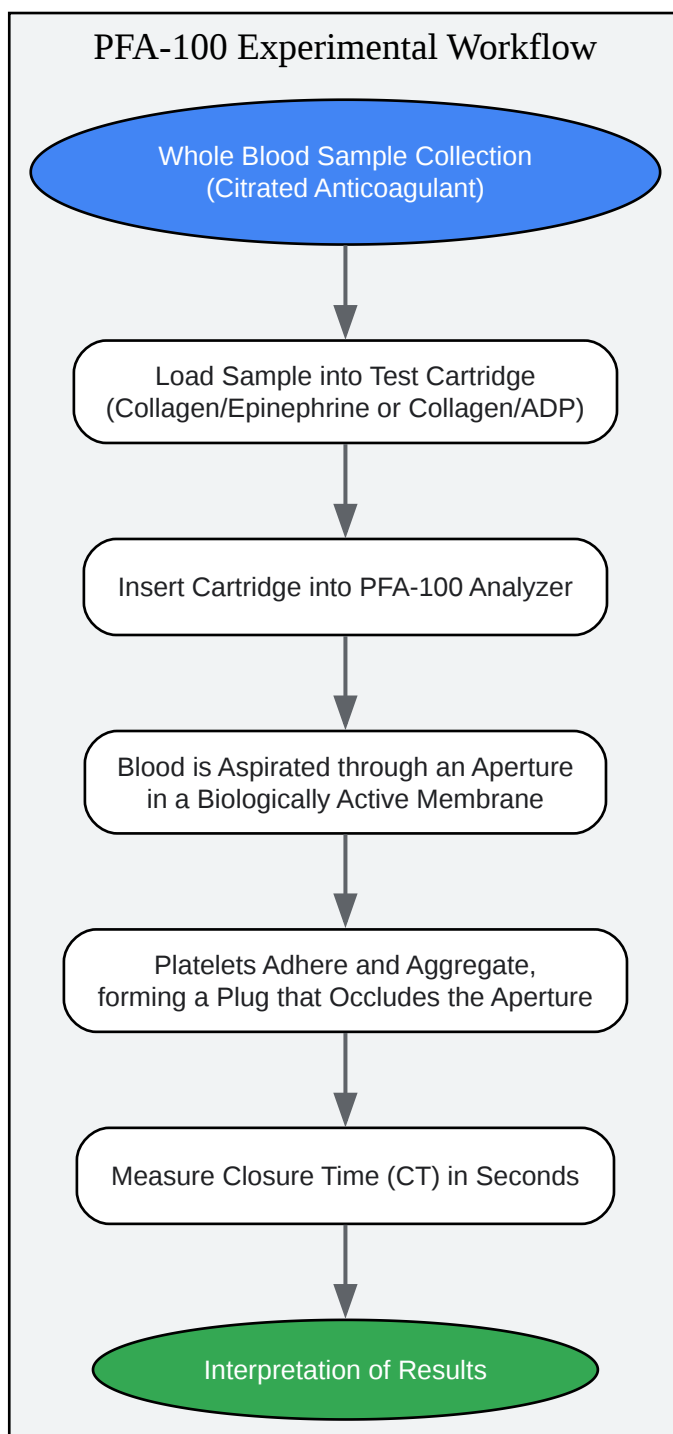 PFA-100 Experimental Workflow
Whole Blood Sample Collection
(Citrated Anticoagulant)
Load Sample into Test Cartridge
(Collagen/Epinephrine or Collagen/ADP)
Insert Cartridge into PFA-100 Analyzer
Blood is Aspirated through an Aperture
in a Biologically Active Membrane
Platelets Adhere and Aggregate,
forming a Plug that Occludes the Aperture
Measure Closure Time (CT) in Seconds
Interpretation of Results